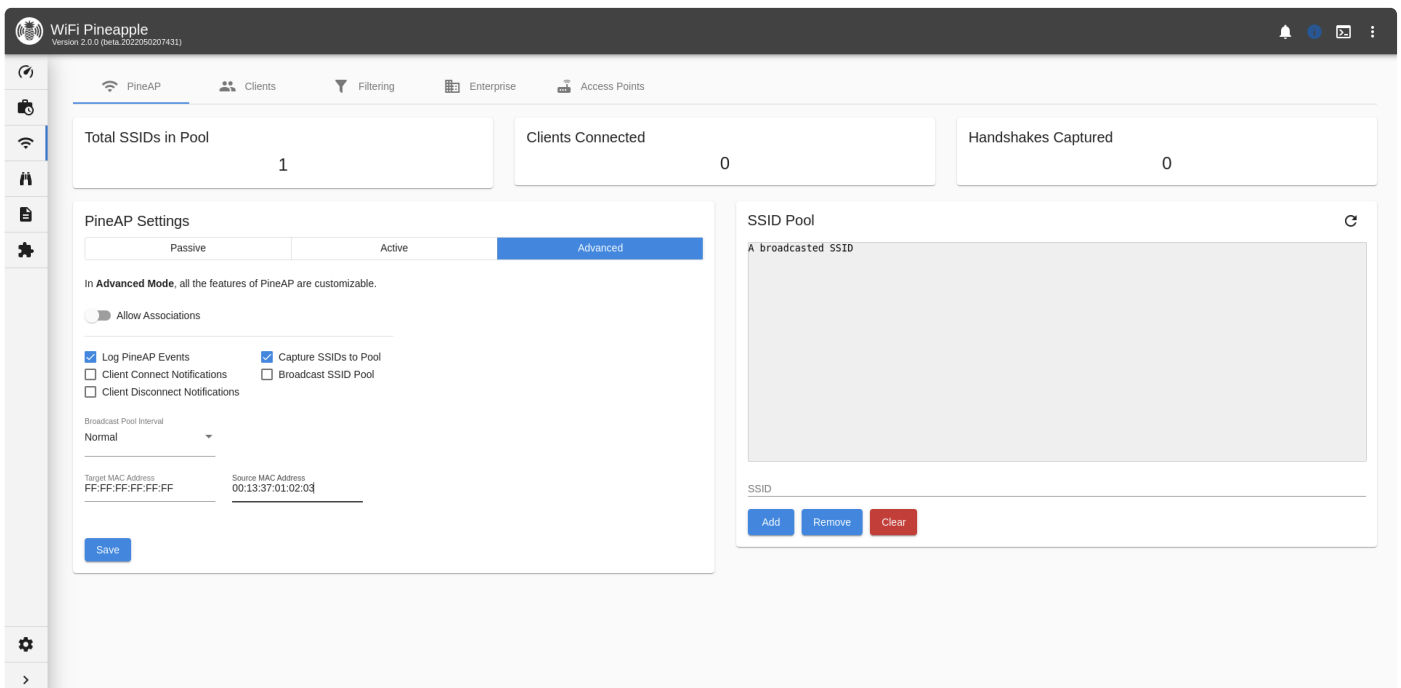 WiFi Pineapple
Version 2.0.0 (beta.2022050207431)
PineAP
Clients
Filtering
Enterprise
Access Points
Total SSIDs in Pool
1
Clients Connected
0
Handshakes Captured
0
PineAP Settings
Passive
Active
Advanced
In Advanced Mode, all the features of PineAP are customizable.
Allow Associations
Log PineAP Events
Capture SSIDs to Pool
Client Connect Notifications
Broadcast SSID Pool
Client Disconnect Notifications
Broadcast Pool Interval
Normal
Target MAC Address
FF:FF:FF:FF:FF:FF
Source MAC Address
00:13:37:01:02:03
Save
SSID Pool
A broadcasted SSID
SSID
Add
Remove
Clear